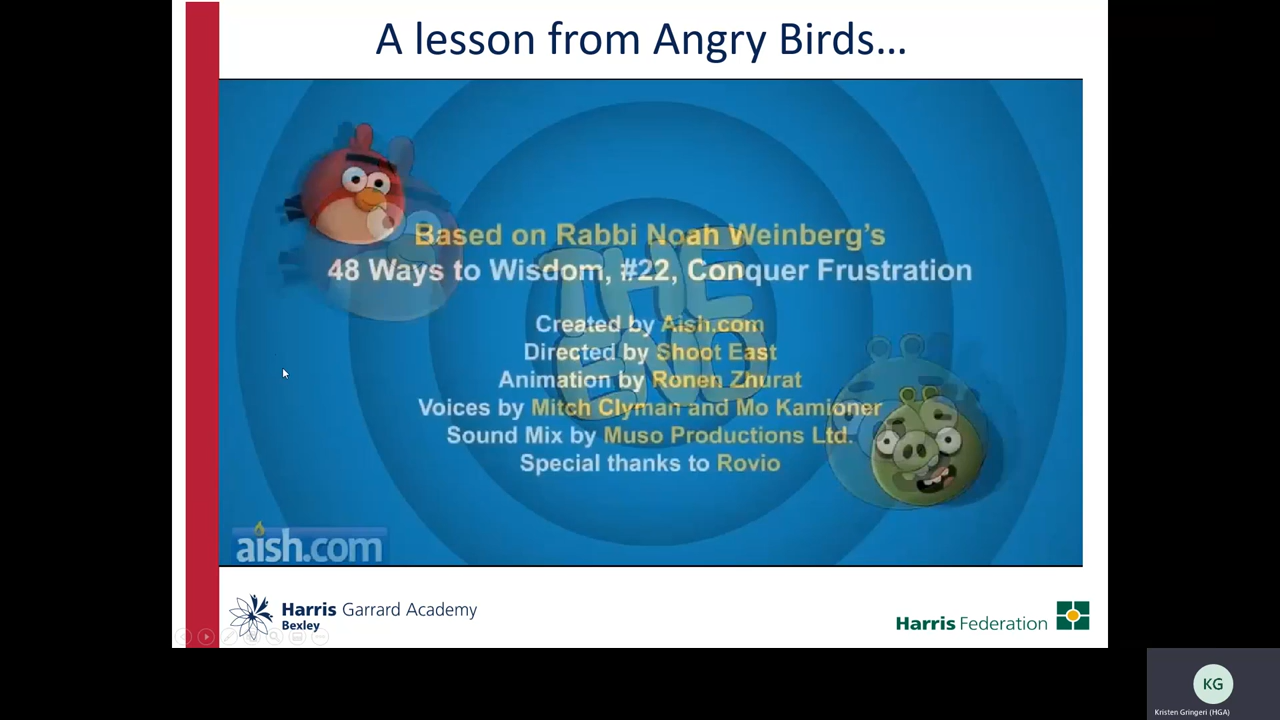 A lesson from Angry Birds...
Based on Rabbi Noah Weinberg's
48 Ways to Wisdom, #22, Conquer Frustration
THE
END
Created by Aish.com
Directed by Shoot East
Animation by Ronen Zhurat
Voices by Mitch Clyman and Mo Kamioner
Sound Mix by Muso Productions Ltd.
Special thanks to Rovio
aish.com
Harris Garrard Academy
Bexley
Harris Federation
KG
Kristen Gringeri (HGA)